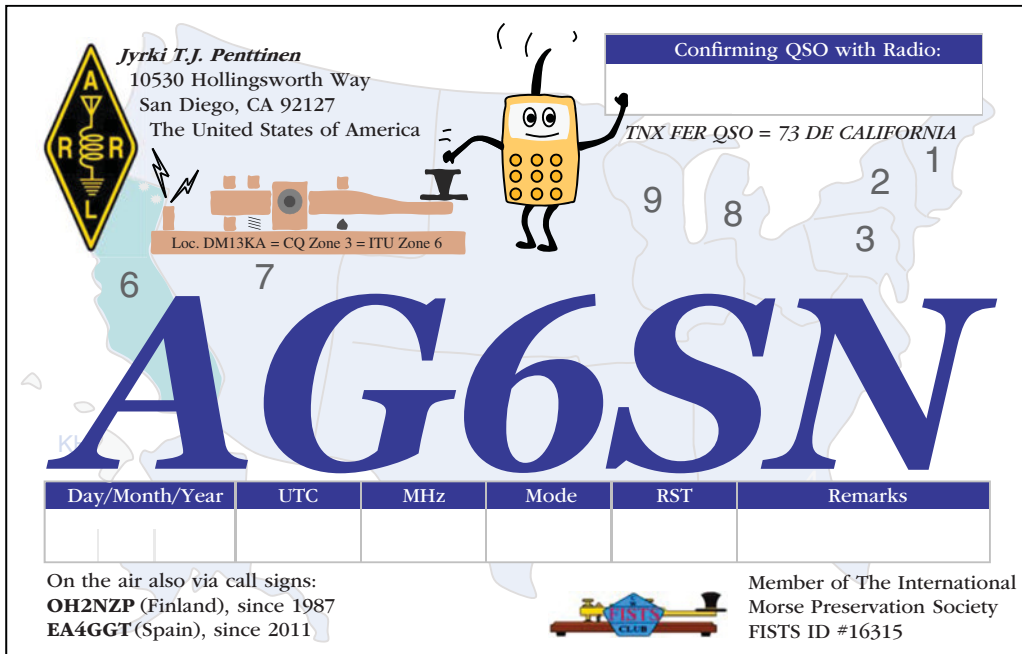 Jyrki T.J. Penttinen
10530 Hollingsworth Way
San Diego, CA 92127
The United States of America
A
R R
L
Confirming QSO with Radio:
TNX FER QSO = 73 DE CALIFORNIA
Loc. DM13KA = CQ Zone 3 = ITU Zone 6
1
2
9
8
3
6
7
AG6SN
Day/Month/Year UTC MHz Mode RST Remarks
On the air also via call signs:
OH2NZP (Finland), since 1987
EA4GGT (Spain), since 2011
FISTS
CLUB
Member of The International
Morse Preservation Society
FISTS ID #16315